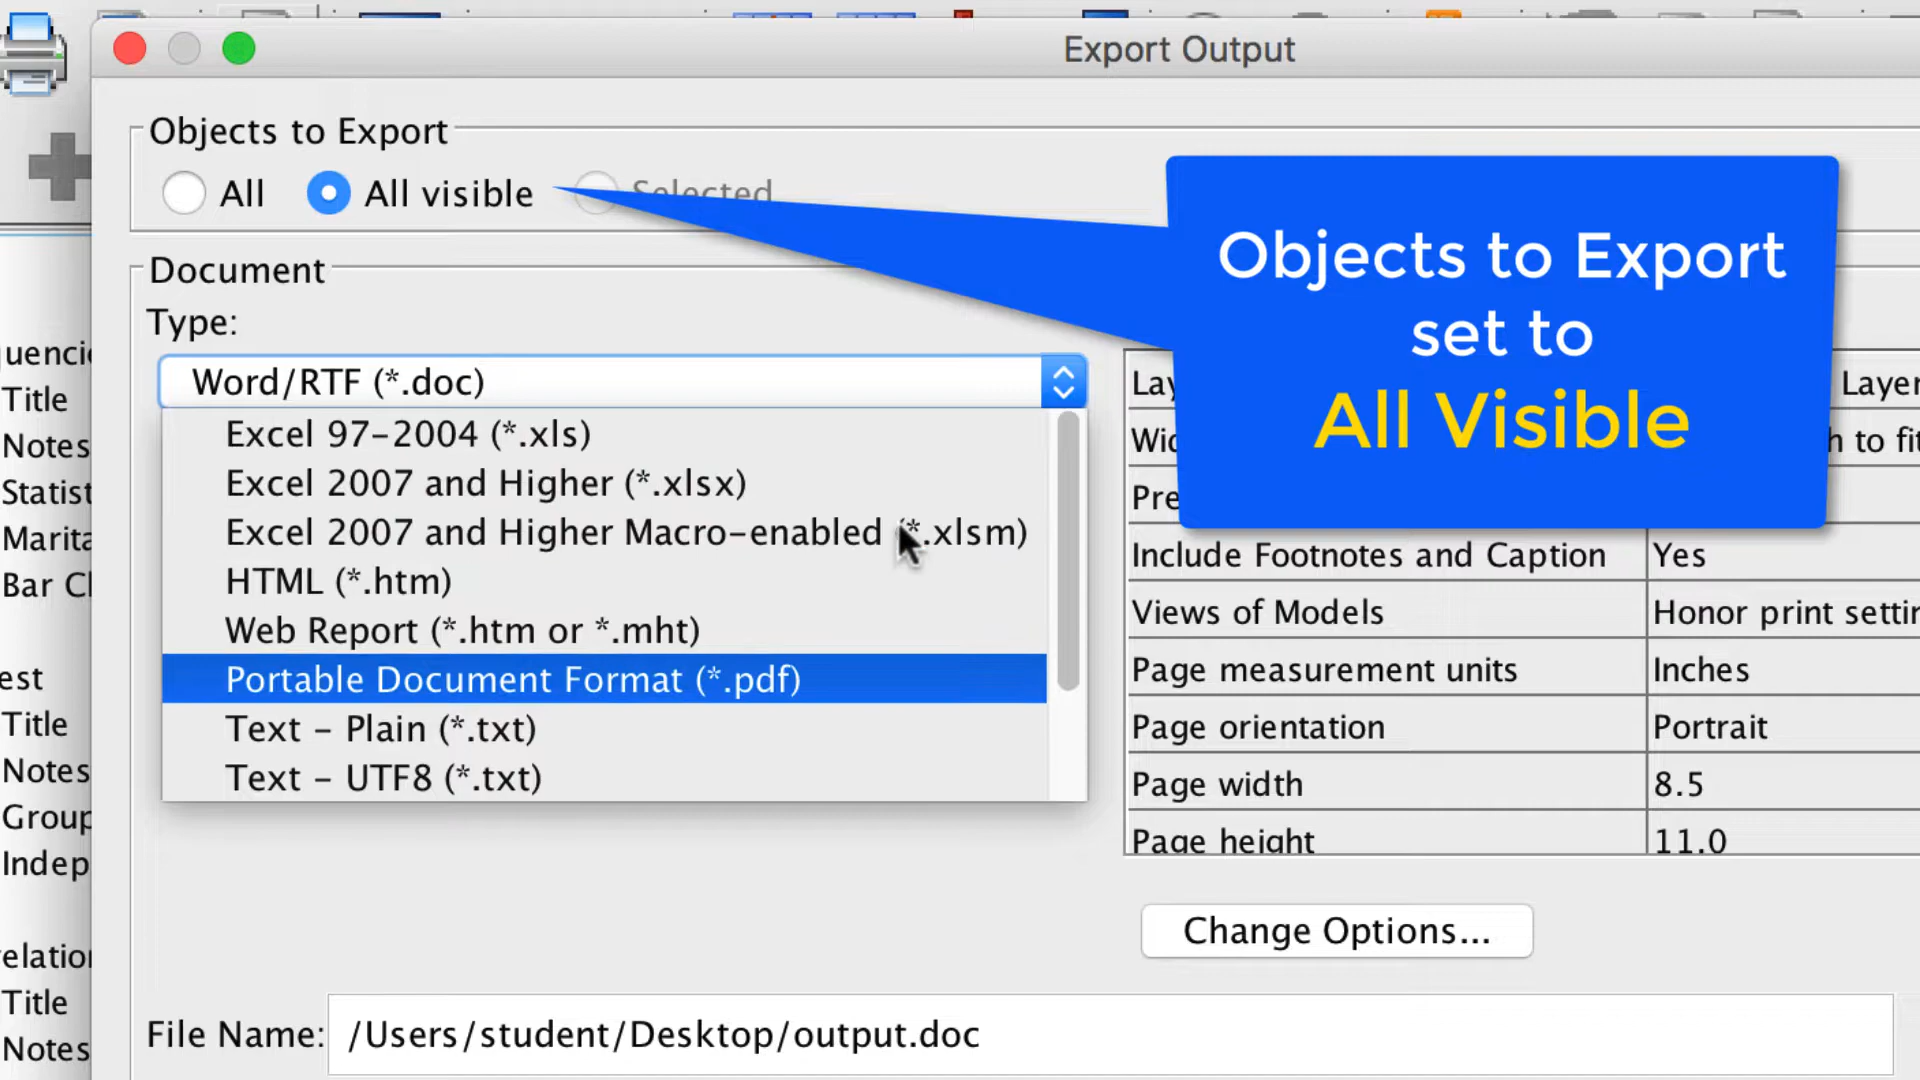 Export Output
Objects to Export
All
All visible
Selected
Objects to Export
set to
All Visible
Document
Type:
Word/RTF (*.doc)
Excel 97-2004 (*.xls)
Excel 2007 and Higher (*.xlsx)
Excel 2007 and Higher Macro-enabled (*.xlsm)
HTML (*.htm)
Web Report (*.htm or *.mht)
Portable Document Format (*.pdf)
Text - Plain (*.txt)
Text - UTF8 (*.txt)
Include Footnotes and Caption Yes
Views of Models Honor print
Page measurement units Inches
Page orientation Portrait
Page width 8.5
Page height 11.0
Change Options...
File Name: /Users/student/Desktop/output.doc
Title
Notes
Title
Notes
Title
Notes